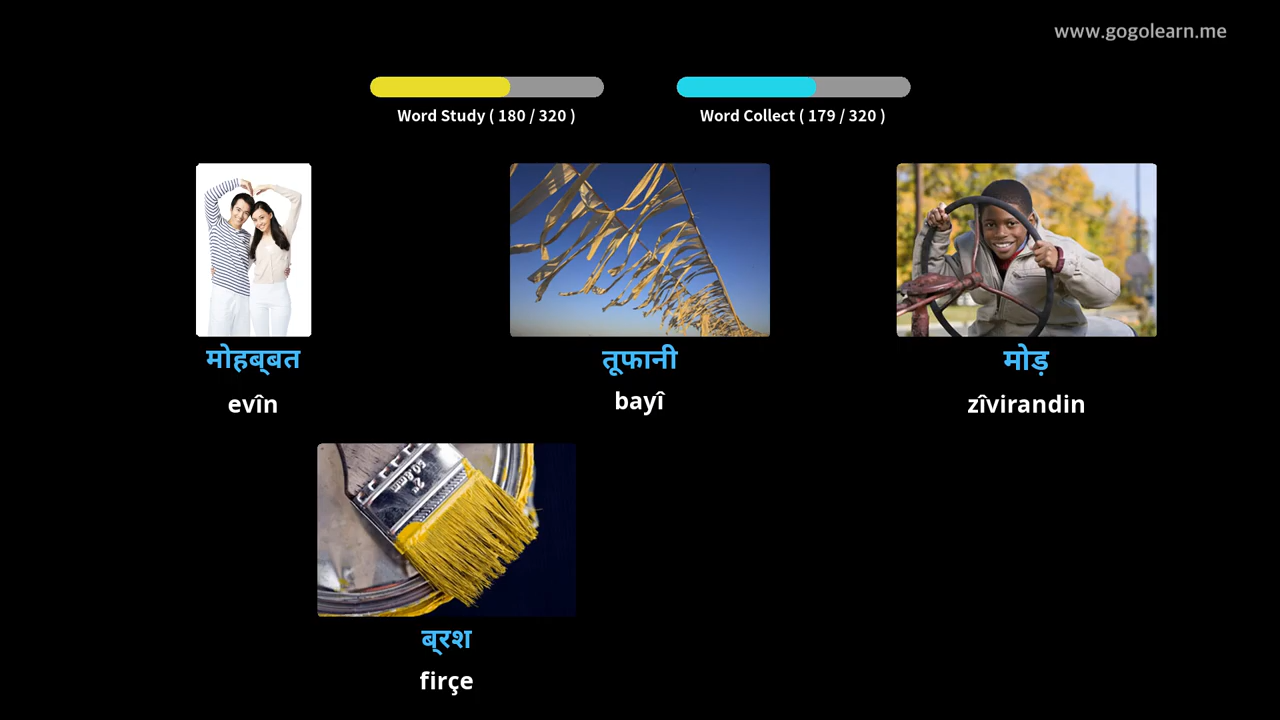 www.gogolearn.me
Word Study ( 180 / 320 )
Word Collect ( 179 / 320 )
मोहब्बत
evîn
तूफानी
bayî
मोड़
zîvirandin
ब्रश
firçe